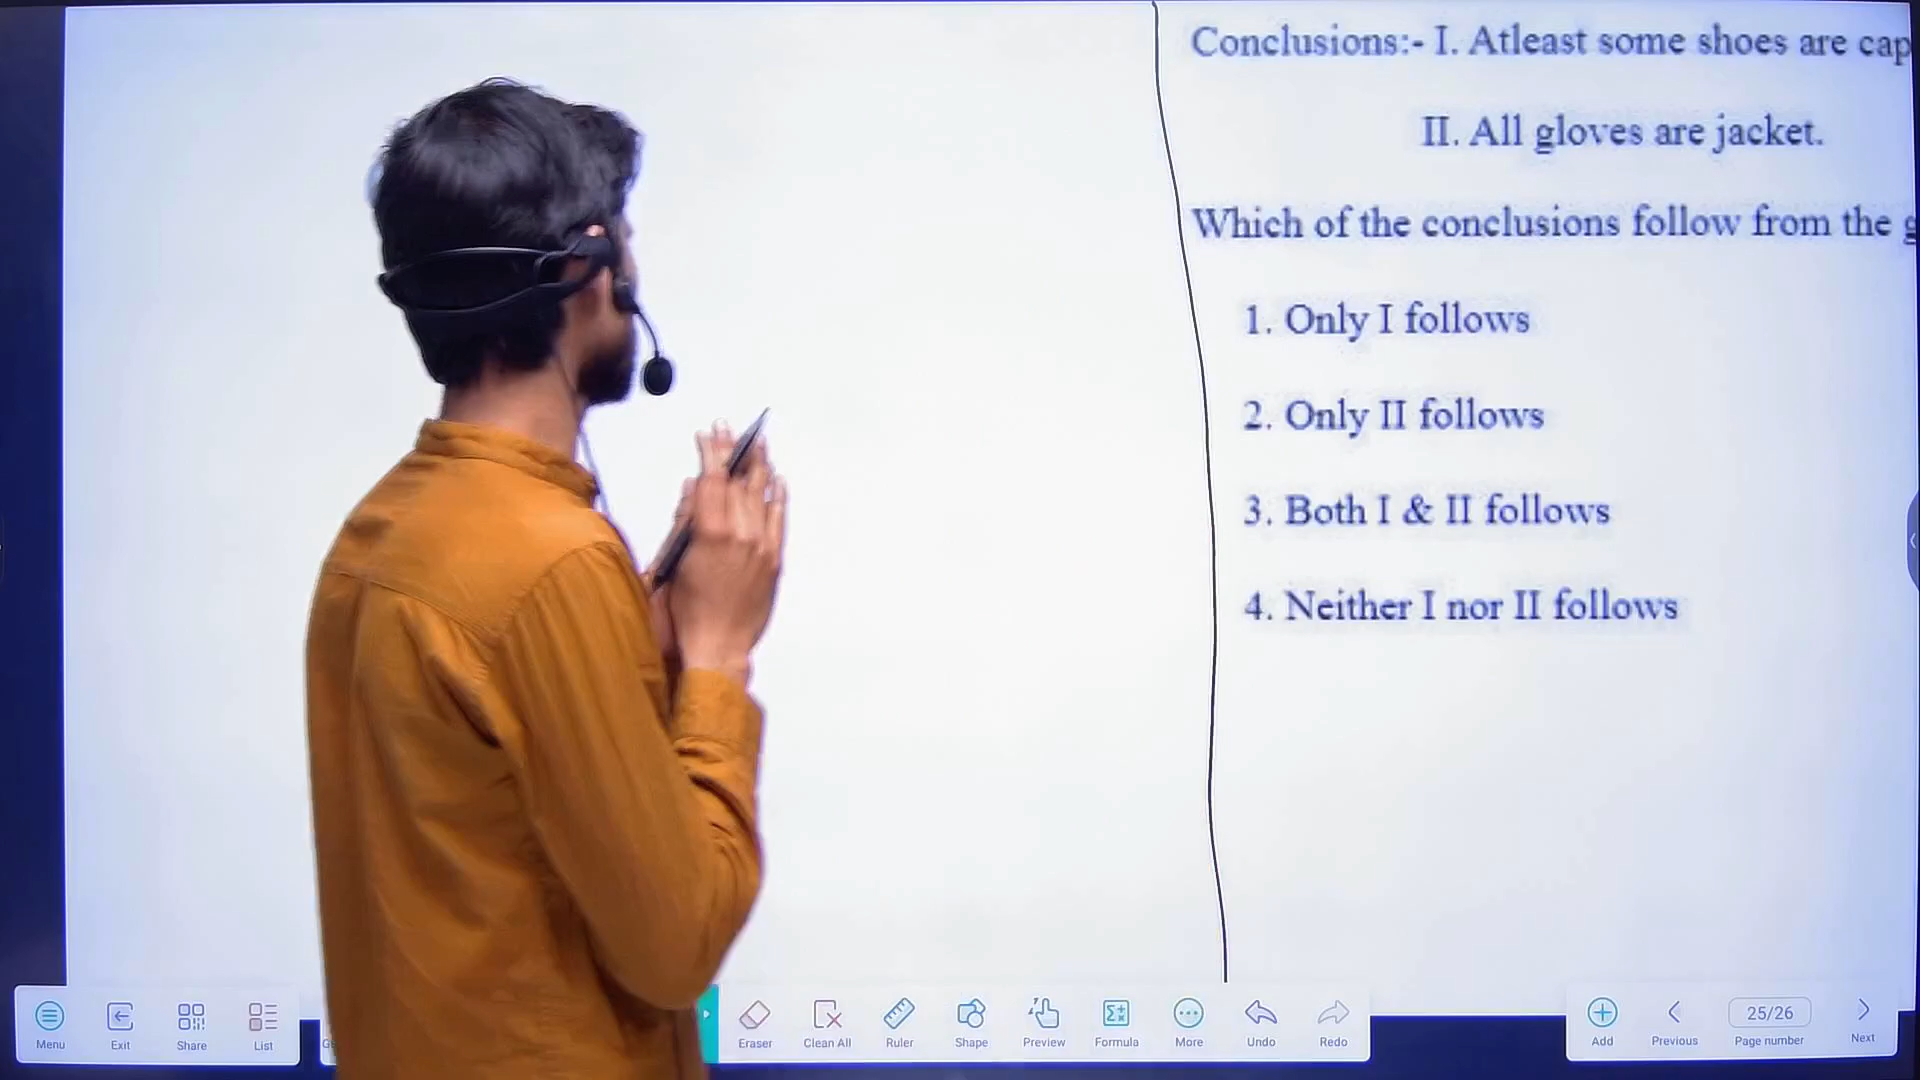 Conclusions:- I. Atleast some shoes are cap
II. All gloves are jacket.
Which of the conclusions follow from the g
1. Only I follows
2. Only II follows
3. Both I & II follows
4. Neither I nor II follows
Menu
Exit
Share
List
Eraser
Clean All
Ruler
Shape
Preview
Formula
More
Undo
Redo
Add
Previous
25/26
Page number
Next